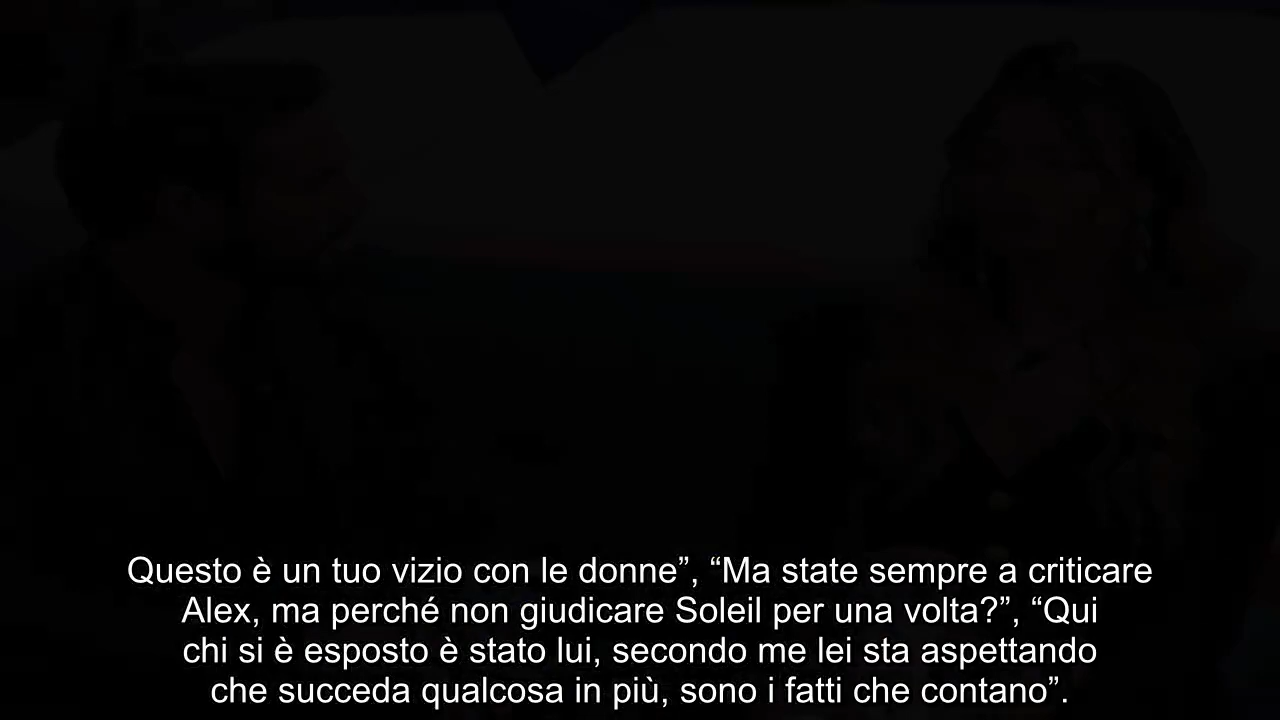 Questo è un tuo vizio con le donne”, “Ma state sempre a criticare
Alex, ma perché non giudicare Soleil per una volta?”, “Qui
chi si è esposto è stato lui, secondo me lei sta aspettando
che succeda qualcosa in più, sono i fatti che contano”.